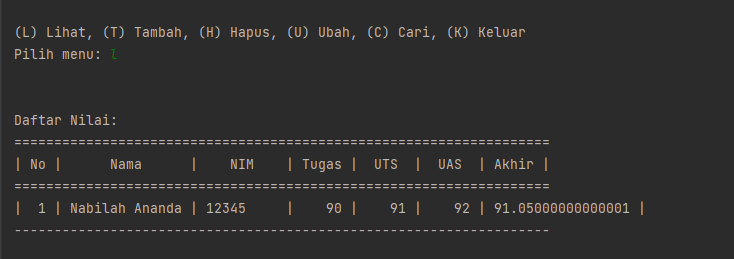 (L) Lihat, (T) Tambah, (H) Hapus, (U) Ubah, (C) Cari, (K) Keluar
Pilih menu: l
Daftar Nilai:
===================================================================
| No |      Nama      |    NIM    | Tugas |  UTS  |  UAS  | Akhir |
===================================================================
|  1 | Nabilah Ananda | 12345     |    90 |    91 |    92 | 91.05000000000001 |
-------------------------------------------------------------------